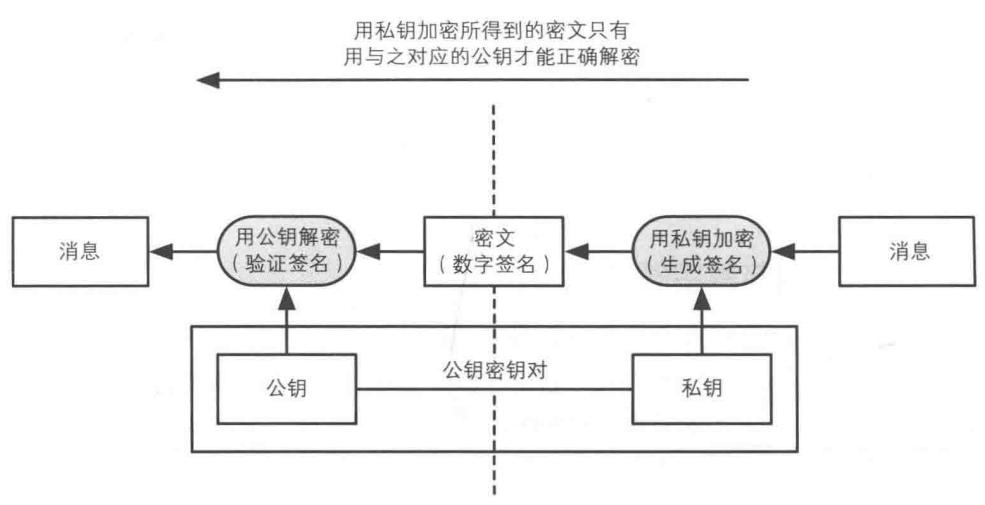 用私钥加密所得到的密文只有
用与之对应的公钥才能正确解密
消息
用公钥解密
（验证签名）
密文
（数字签名）
用私钥加密
（生成签名）
消息
公钥
公钥密钥对
私钥